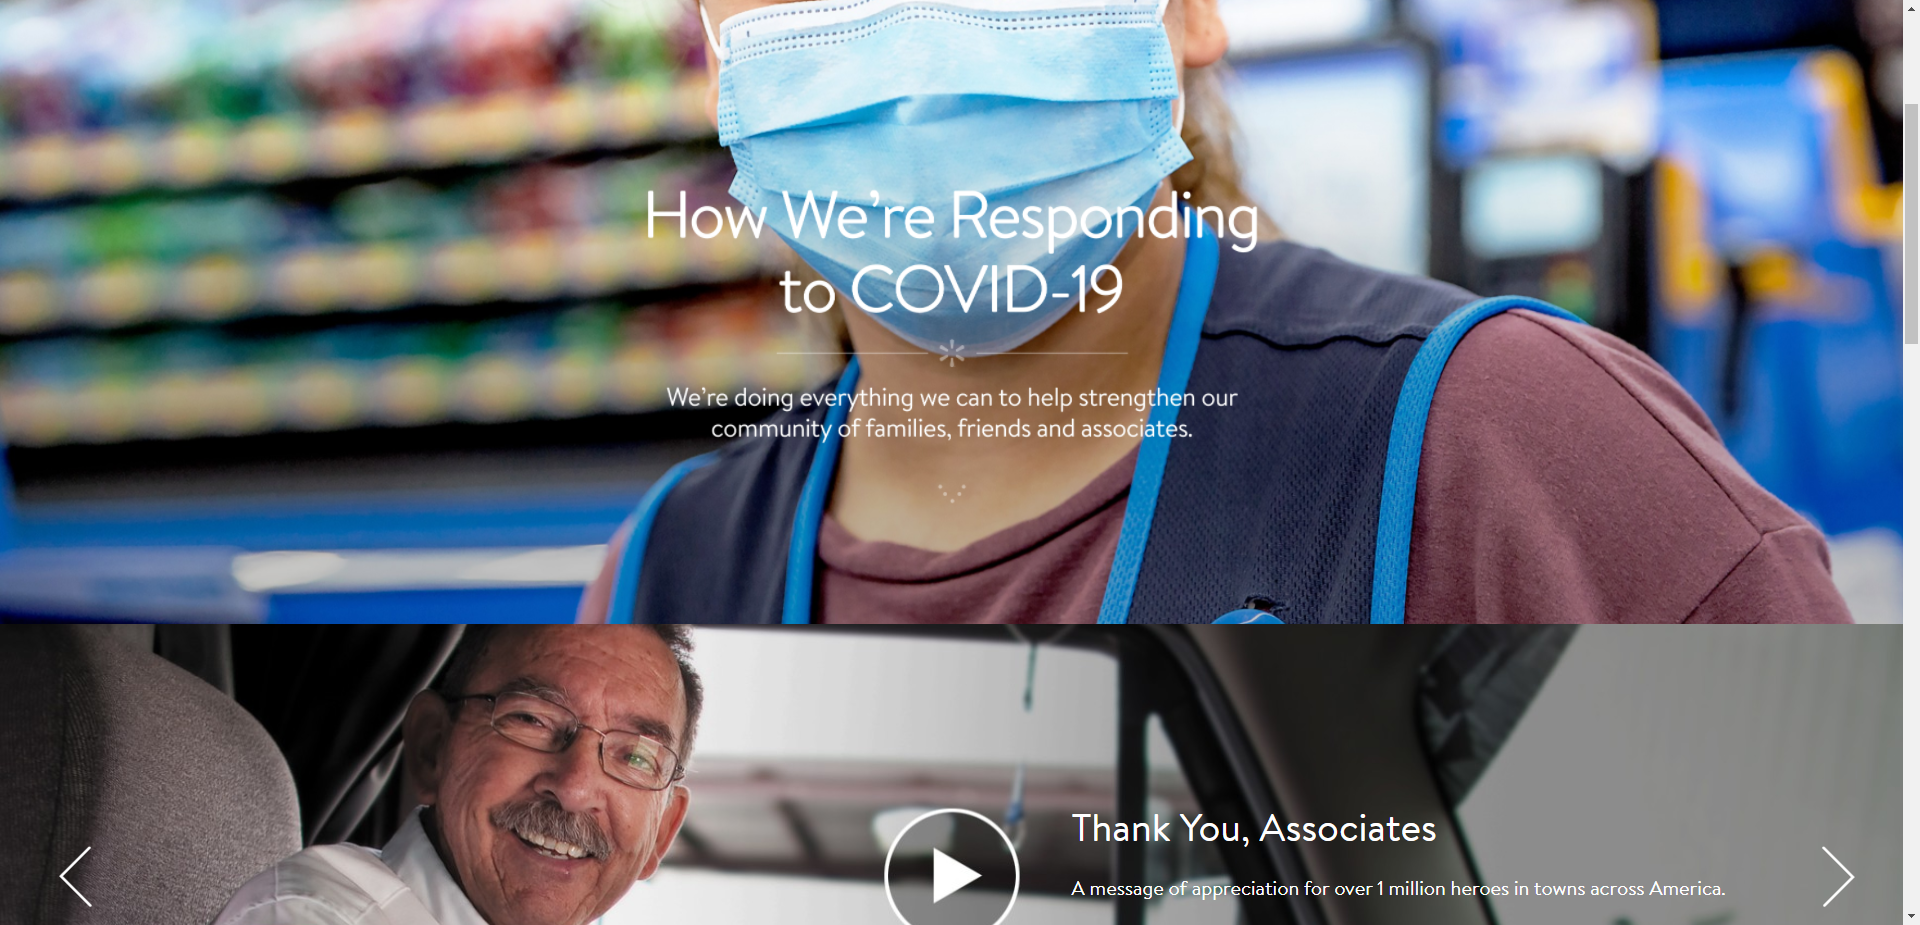 How We’re Responding
to COVID-19
We’re doing everything we can to help strengthen our
community of families, friends and associates.
Thank You, Associates
A message of appreciation for over 1 million heroes in towns across America.